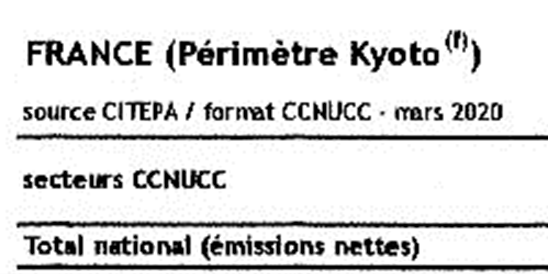 FRANCE (Périmètre Kyoto(f))
source CITEPA / format CCNUCC - mars 2020
secteurs CCNUCC
Total national (émissions nettes)